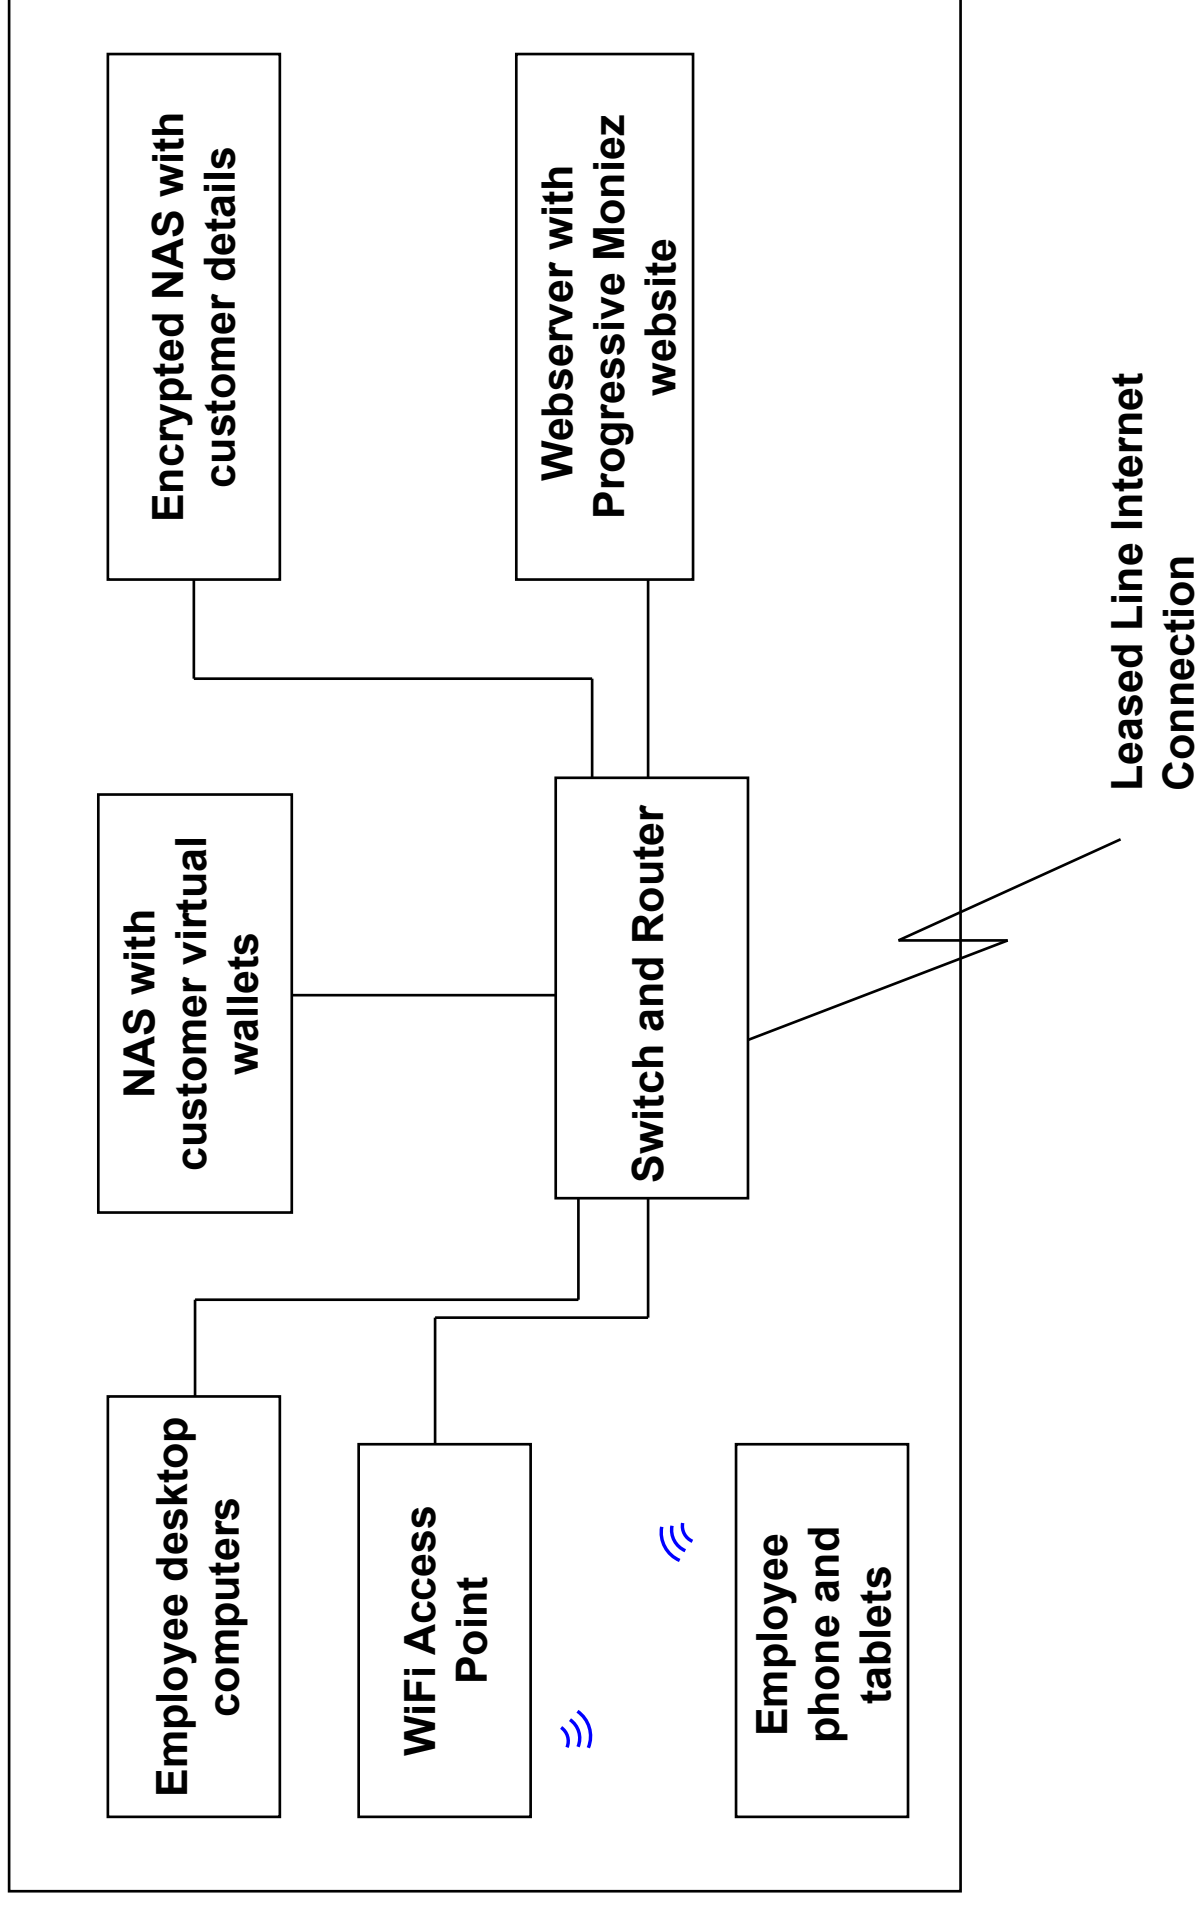 Employee desktop
computers
NAS with
customer virtual
wallets
Encrypted NAS with
customer details
WiFi Access
Point
Switch and Router
Webserver with
Progressive Moniez
website
Employee
phone and
tablets
Leased Line Internet
Connection